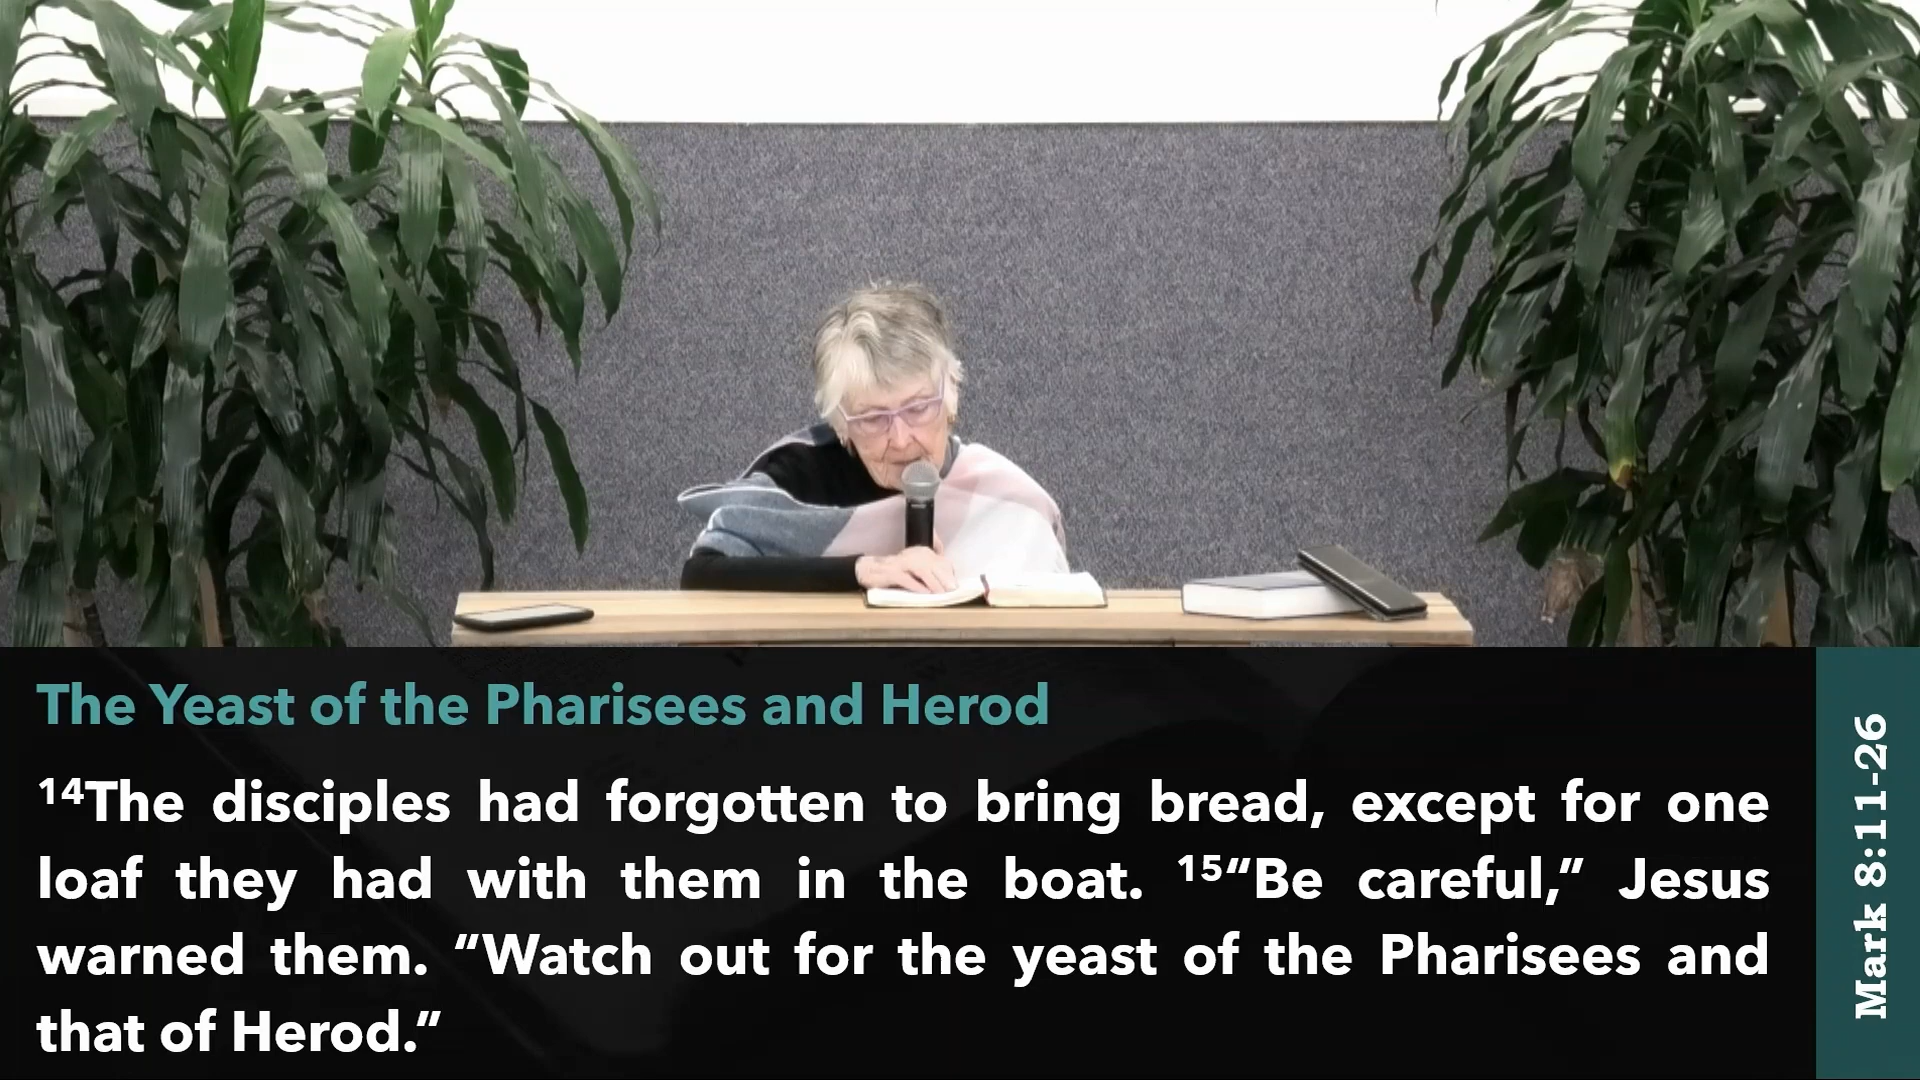 The Yeast of the Pharisees and Herod
¹⁴The disciples had forgotten to bring bread, except for one
loaf they had with them in the boat. ¹⁵“Be careful,” Jesus
warned them. “Watch out for the yeast of the Pharisees and
that of Herod.”
Mark 8:11-26